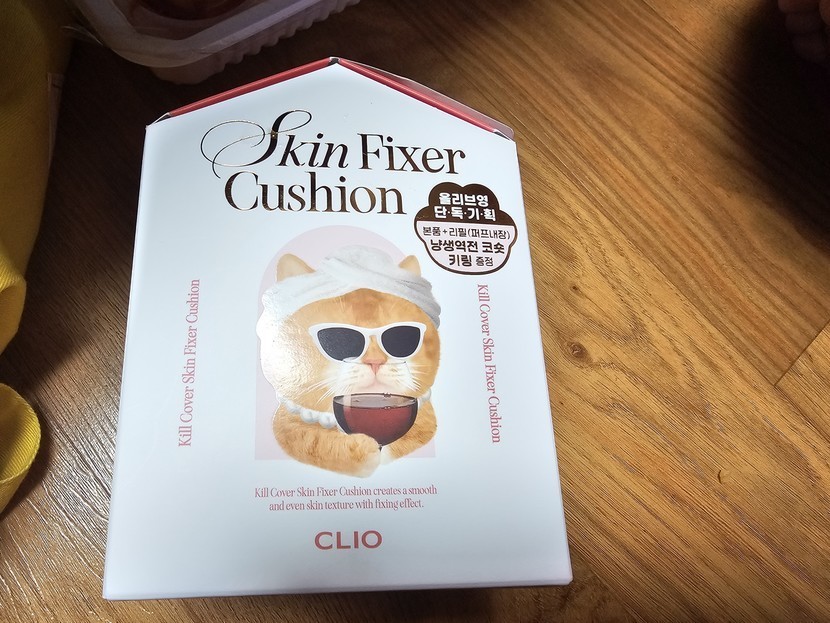 Skin Fixer
Cushion
올리브영
단·독·기·획
본품+리필(퍼프내장)
냥생역전 코숏
키링 증정
Kill Cover Skin Fixer Cushion
Kill Cover Skin Fixer Cushion
Kill Cover Skin Fixer Cushion creates a smooth
and even skin texture with fixing effect.
CLIO